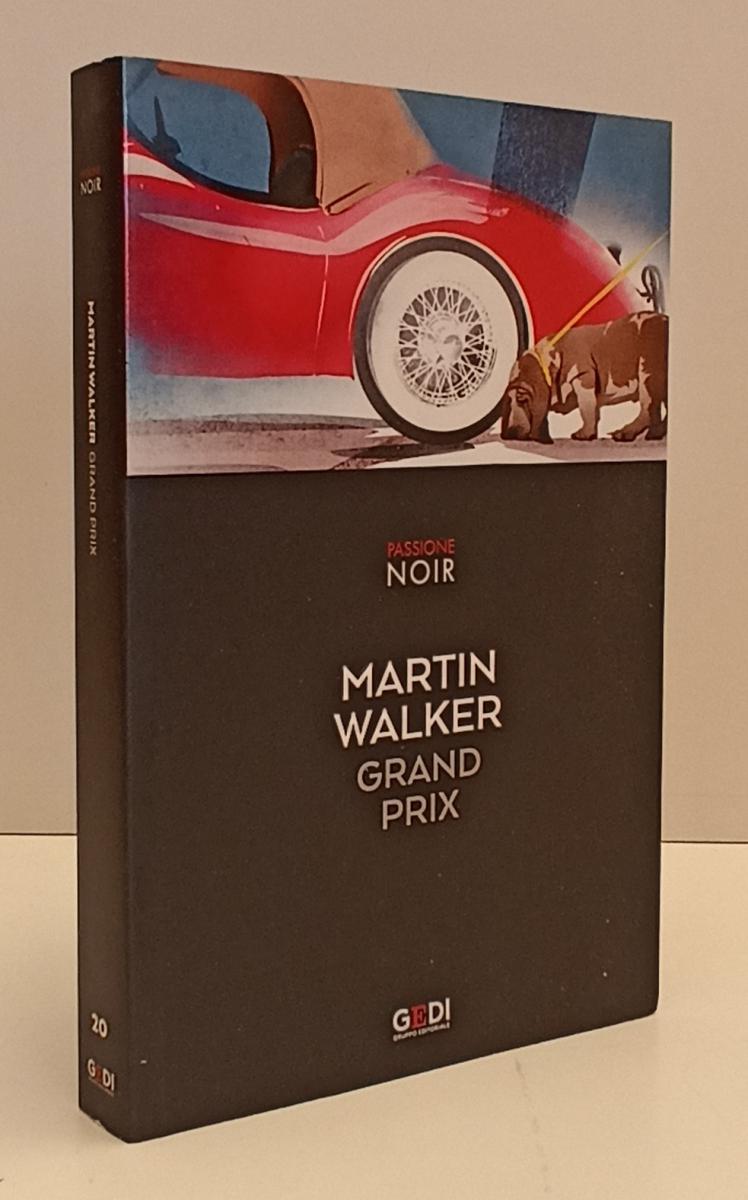 PASSIONE
NOIR
MARTIN WALKER GRAND PRIX
20
GEDI
PASSIONE
NOIR
MARTIN
WALKER
GRAND
PRIX
GEDI
GRUPPO EDITORIALE